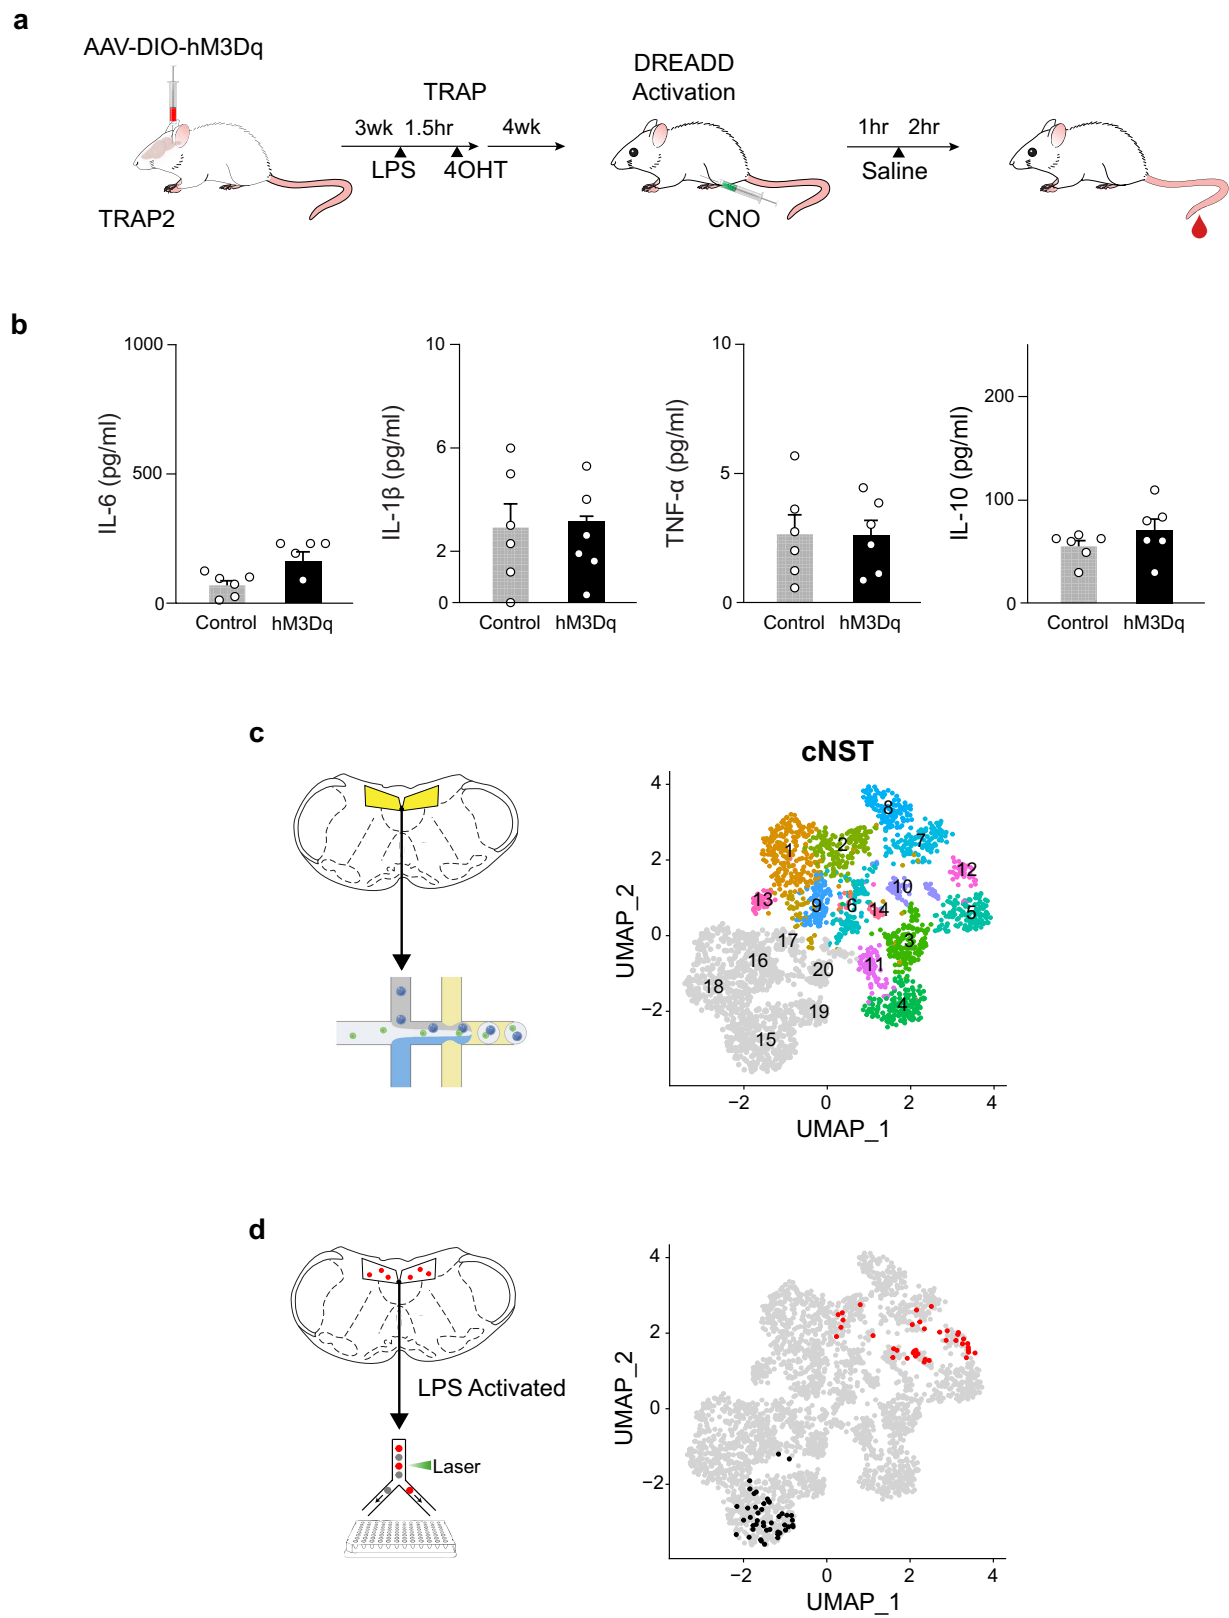 a
AAV-DIO-hM3Dq
TRAP2
TRAP
3wk 1.5hr 4wk
LPS 4OHT
DREADD
Activation
CNO
1hr 2hr
Saline
b
IL-6 (pg/ml)
1000
500
0
Control hM3Dq
IL-1β (pg/ml)
10
6
2
0
Control hM3Dq
TNF-α (pg/ml)
10
5
0
Control hM3Dq
IL-10 (pg/ml)
200
100
0
Control hM3Dq
c
cNST
UMAP_2
4
2
0
−2
8
7
2
1
12
10
13
9
6
14
5
17
3
16
20
11
18
4
19
15
−2 0 2 4
UMAP_1
d
LPS Activated
Laser
UMAP_2
4
2
0
−2
−2 0 2 4
UMAP_1